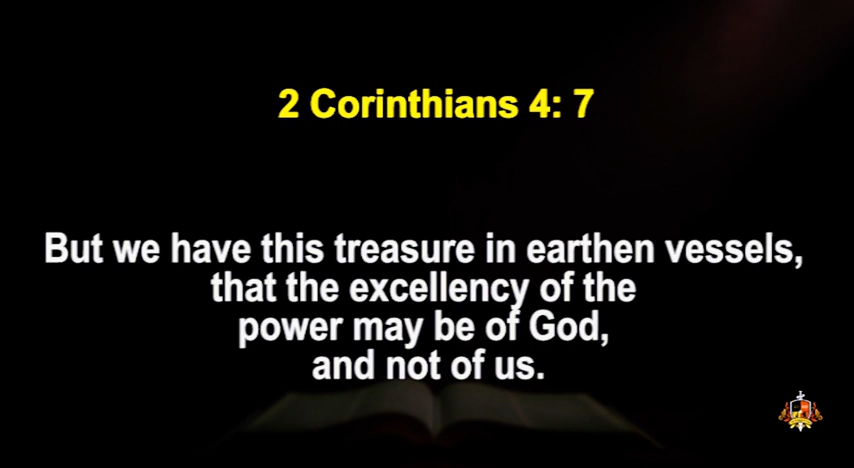 2 Corinthians 4: 7
But we have this treasure in earthen vessels,
that the excellency of the
power may be of God,
and not of us.